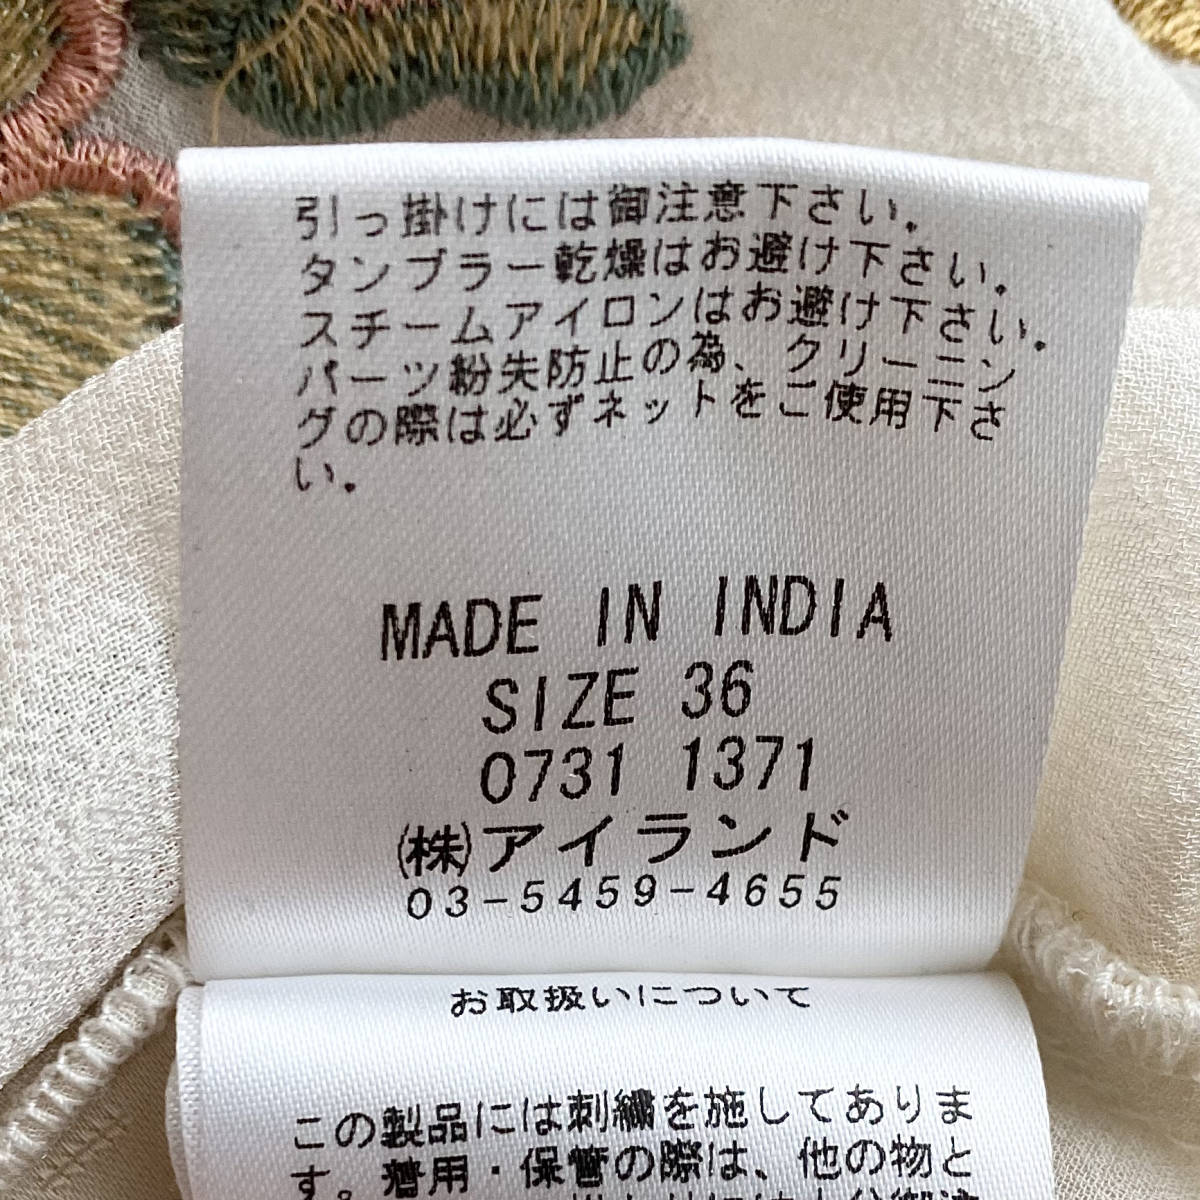 引っ掛けには御注意下さい.
タンブラー乾燥はお避け下さい.
スチームアイロンはお避け下さい.
パーツ紛失防止の為、クリーニン
グの際は必ずネットをご使用下さ
い.
MADE IN INDIA
SIZE 36
0731 1371
㈱アイランド
03-5459-4655
お取扱いについて
この製品には刺繍を施してありま
す。着用・保管の際は、他の物と